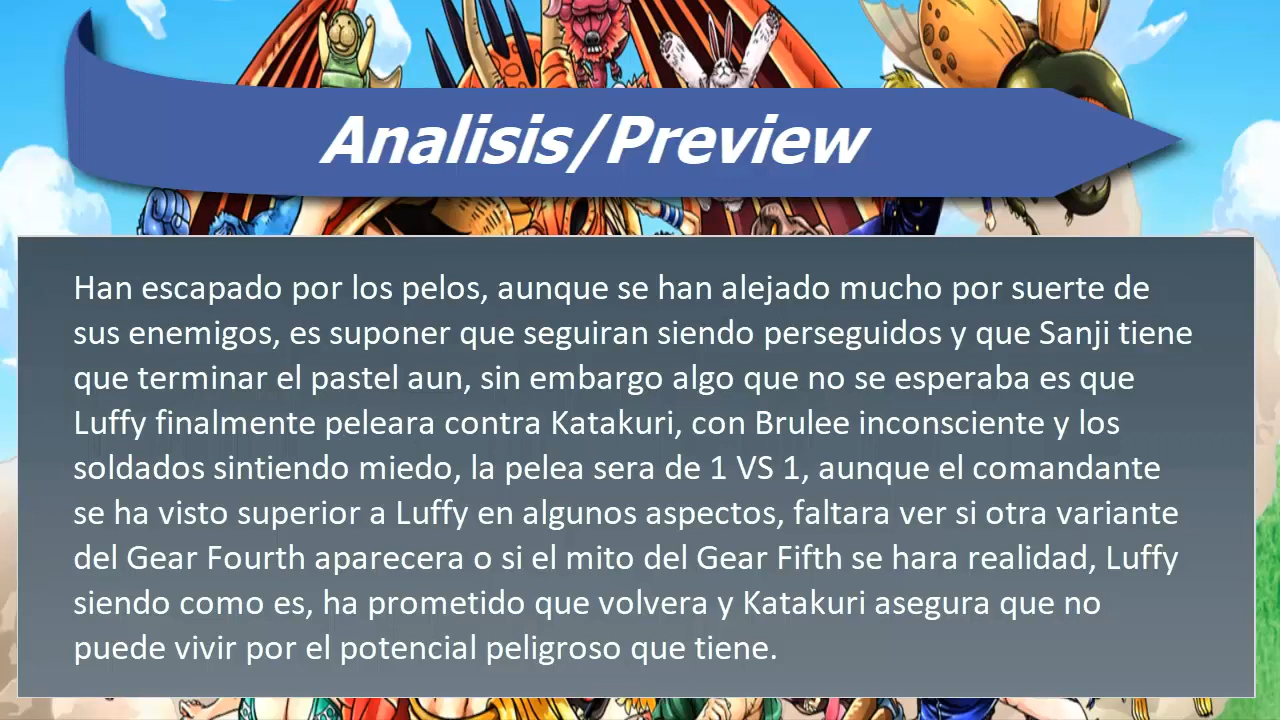 Analisis/Preview
Han escapado por los pelos, aunque se han alejado mucho por suerte de
sus enemigos, es suponer que seguiran siendo perseguidos y que Sanji tiene
que terminar el pastel aun, sin embargo algo que no se esperaba es que
Luffy finalmente peleara contra Katakuri, con Brulee inconsciente y los
soldados sintiendo miedo, la pelea sera de 1 VS 1, aunque el comandante
se ha visto superior a Luffy en algunos aspectos, faltara ver si otra variante
del Gear Fourth aparecera o si el mito del Gear Fifth se hara realidad, Luffy
siendo como es, ha prometido que volvera y Katakuri asegura que no
puede vivir por el potencial peligroso que tiene.